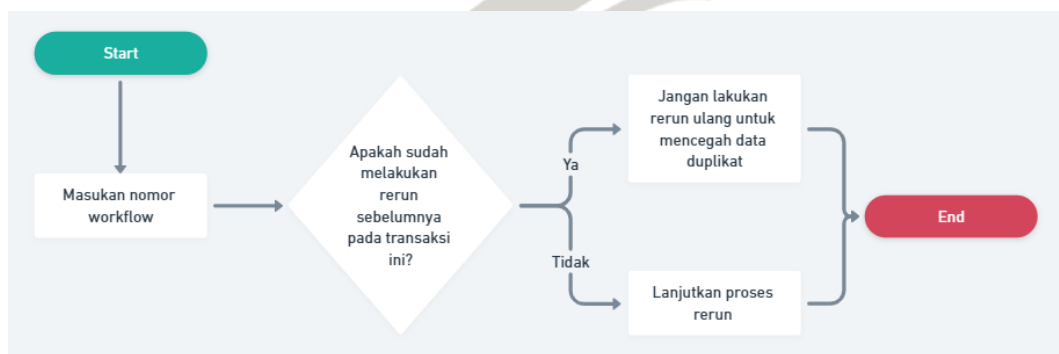 Start
Masukan nomor
workflow
Apakah sudah
melakukan
rerun
sebelumnya
pada transaksi
ini?
Ya
Jangan lakukan
rerun ulang untuk
mencegah data
duplikat
Tidak
Lanjutkan proses
rerun
End